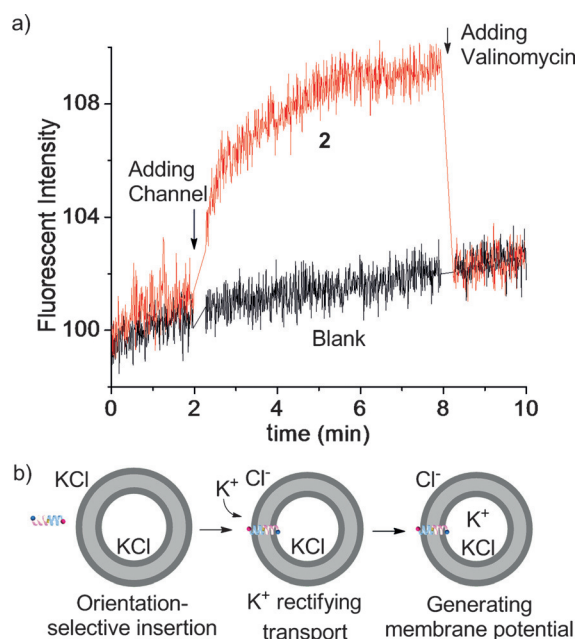 a)
Adding
Valinomycin
108
2
Adding
Channel
Fluorescent Intensity
104
100
Blank
0 2 4 6 8 10
time (min)
b)
KCl
KCl
Orientation-
selective insertion
Cl-
K+
KCl
K+ rectifying
transport
Cl-
K+
KCl
Generating
membrane potential